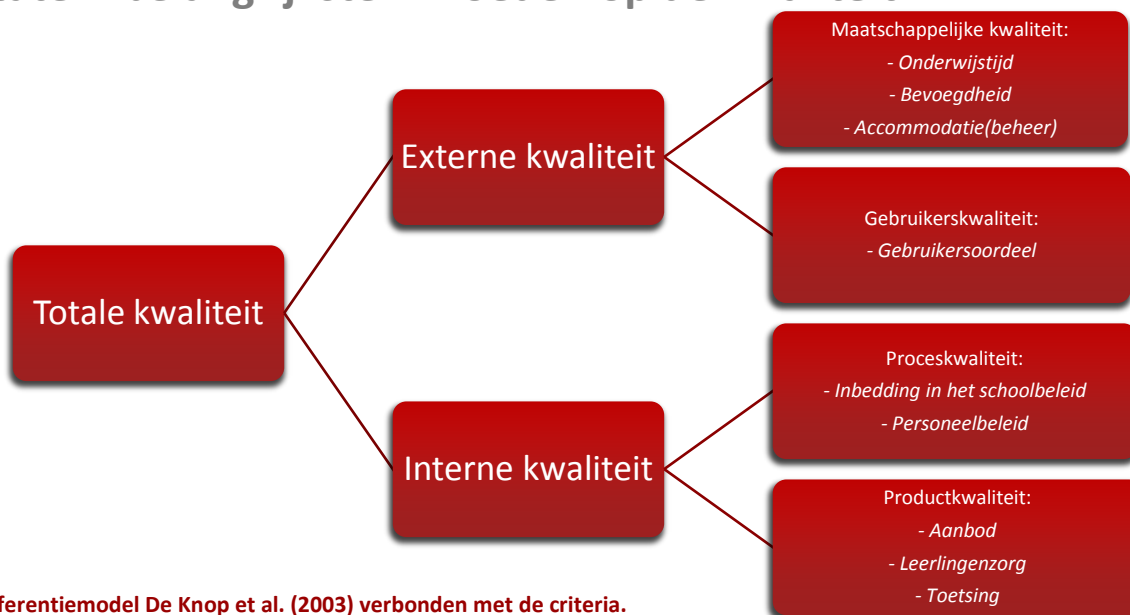 Maatschappelijke kwaliteit:
- Onderwijstijd
- Bevoegdheid
- Accommodatie(beheer)
Externe kwaliteit
Gebruikerskwaliteit:
- Gebruikersoordeel
Totale kwaliteit
Proceskwaliteit:
- Inbedding in het schoolbeleid
- Personeelbeleid
Interne kwaliteit
Productkwaliteit:
- Aanbod
- Leerlingenzorg
- Toetsing
ferentiemodel De Knop et al. (2003) verbonden met de criteria.